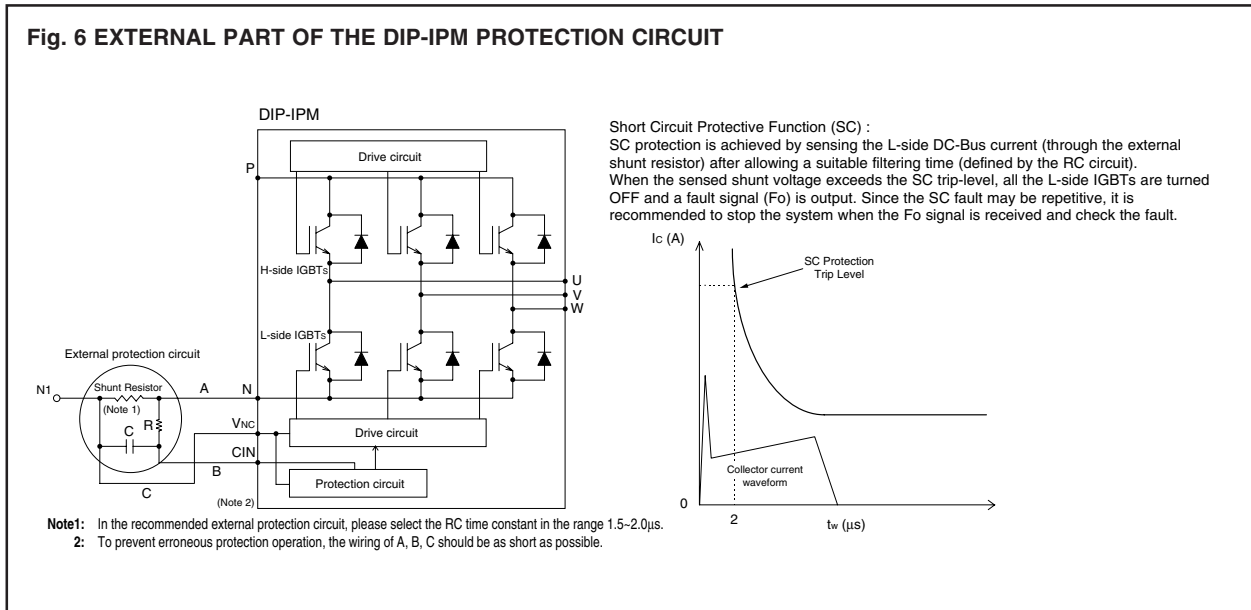 Fig. 6 EXTERNAL PART OF THE DIP-IPM PROTECTION CIRCUIT
DIP-IPM
Drive circuit
P
H-side IGBTs
U
V
W
L-side IGBTs
External protection circuit
N1
Shunt Resistor
(Note 1)
A
N
R
C
VNC
Drive circuit
CIN
B
C
Protection circuit
(Note 2)
Short Circuit Protective Function (SC) :
SC protection is achieved by sensing the L-side DC-Bus current (through the external
shunt resistor) after allowing a suitable filtering time (defined by the RC circuit).
When the sensed shunt voltage exceeds the SC trip-level, all the L-side IGBTs are turned
OFF and a fault signal (Fo) is output. Since the SC fault may be repetitive, it is
recommended to stop the system when the Fo signal is received and check the fault.
IC (A)
SC Protection
Trip Level
Collector current
waveform
0
2
tw (μs)
Note1: In the recommended external protection circuit, please select the RC time constant in the range 1.5~2.0μs.
2: To prevent erroneous protection operation, the wiring of A, B, C should be as short as possible.